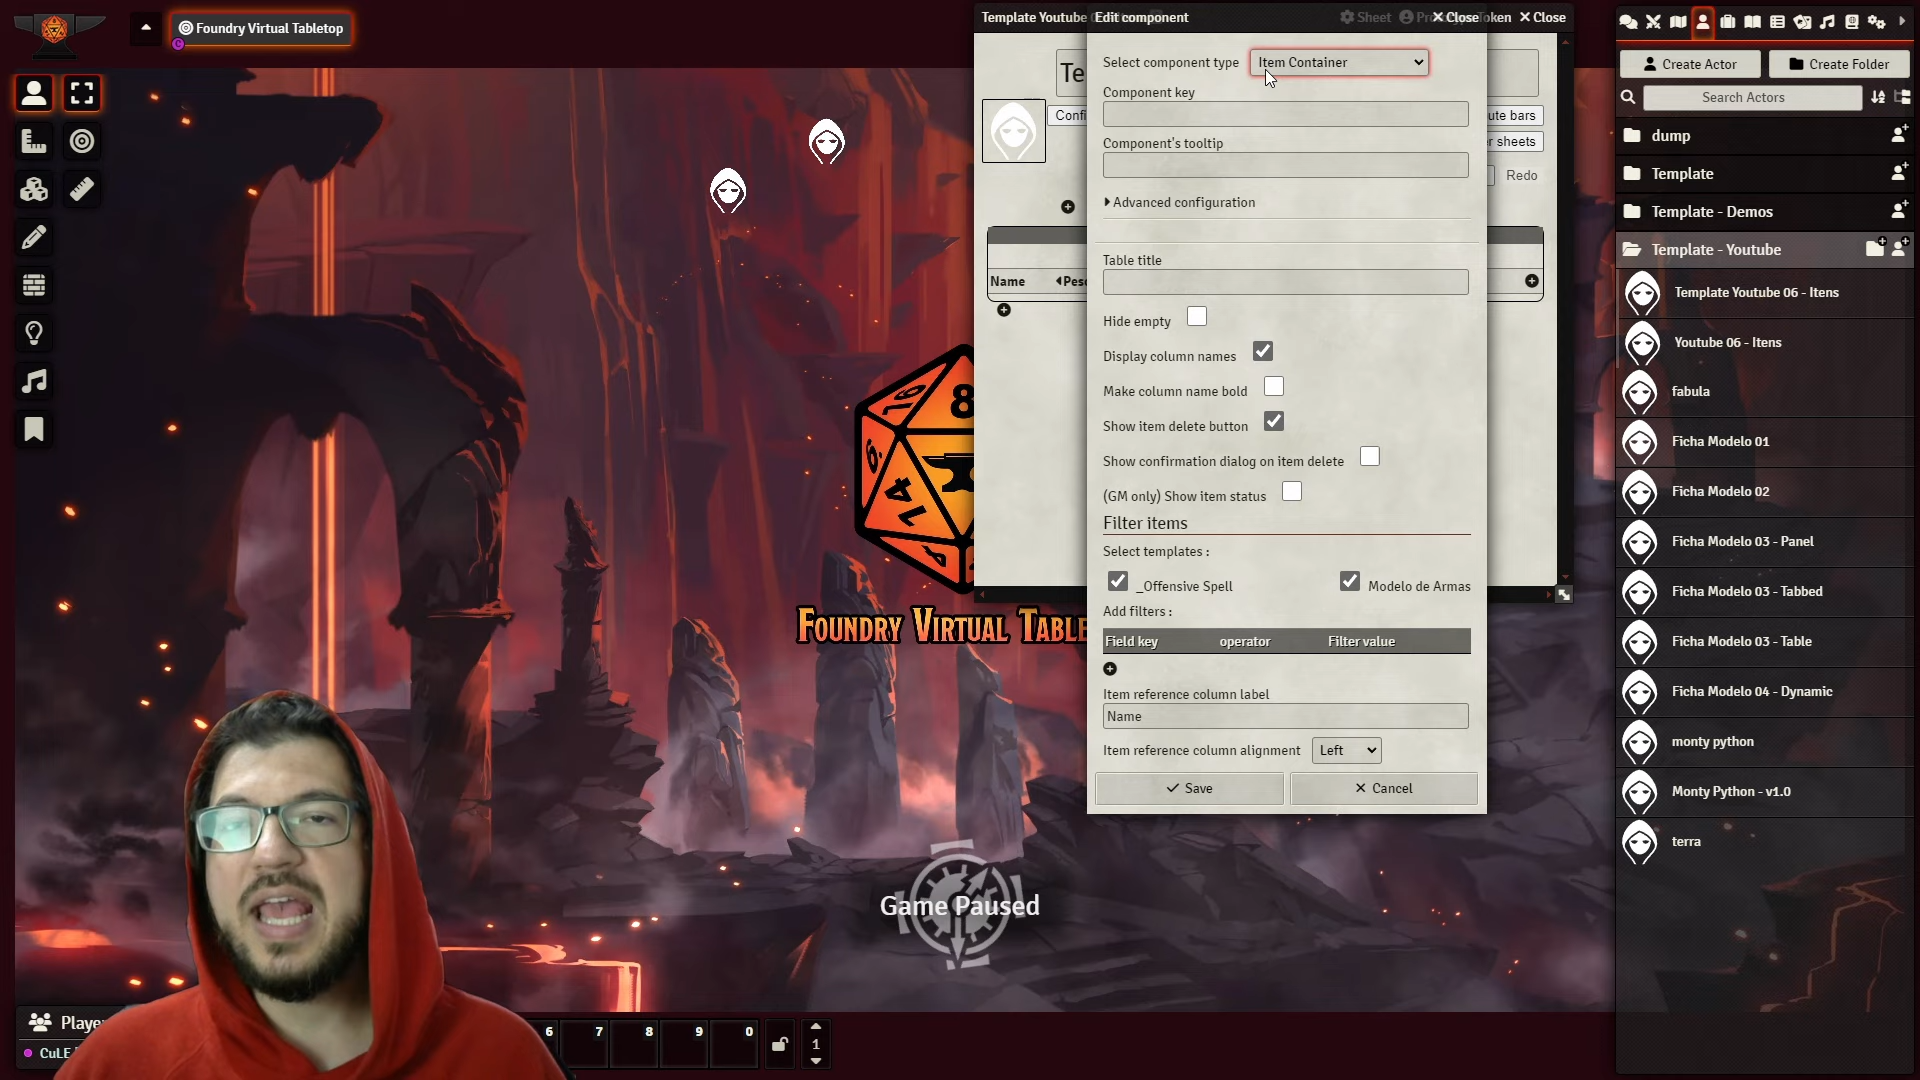 Foundry Virtual Tabletop
C
Template Youtube
Edit component
Sheet
Close
Token
Close
Te
Confi
ute bars
r sheets
Redo
Name
Peso
Select component type
Item Container
Component key
Component's tooltip
Advanced configuration
Table title
Hide empty
Display column names
Make column name bold
Show item delete button
Show confirmation dialog on item delete
(GM only) Show item status
Filter items
Select templates :
_Offensive Spell
Modelo de Armas
Add filters :
Field key operator Filter value
Item reference column label
Name
Item reference column alignment
Left
Save
Cancel
Create Actor
Create Folder
Search Actors
dump
Template
Template - Demos
Template - Youtube
Template Youtube 06 - Itens
Youtube 06 - Itens
fabula
Ficha Modelo 01
Ficha Modelo 02
Ficha Modelo 03 - Panel
Ficha Modelo 03 - Tabbed
Ficha Modelo 03 - Table
Ficha Modelo 04 - Dynamic
monty python
Monty Python - v1.0
terra
8
14
Foundry Virtual Table
Game Paused
Playe
CuLE
6 7 8 9 0
1